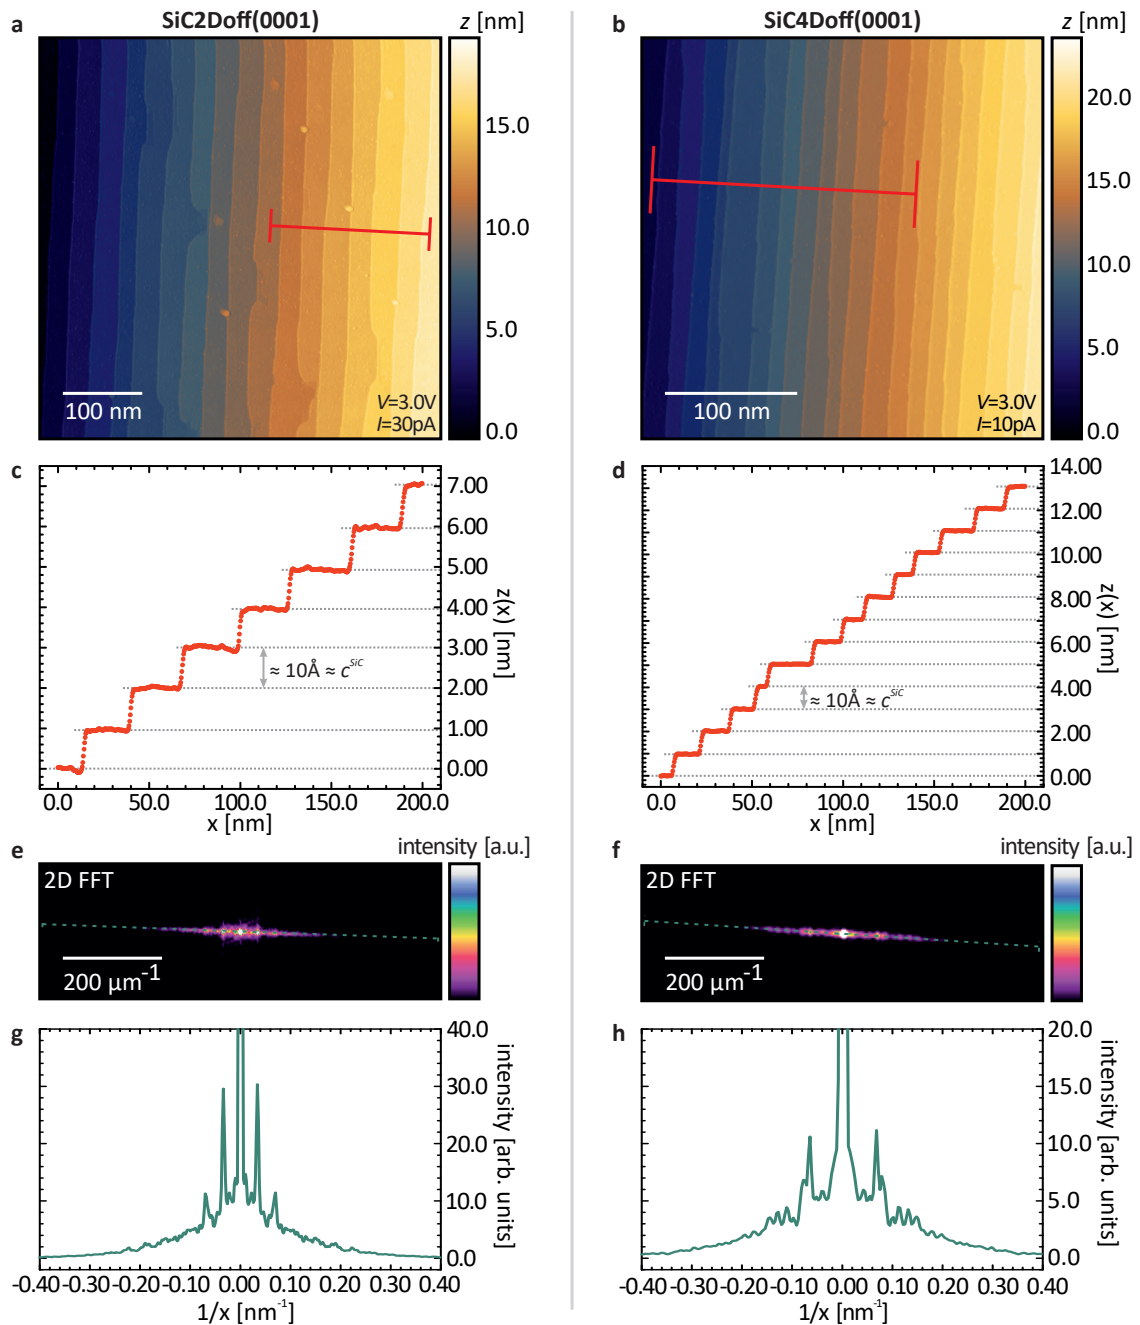 a SiC2Doff(0001) z [nm]
15.0
10.0
5.0
0.0
100 nm
V=3.0V
I=30pA
b SiC4Doff(0001) z [nm]
20.0
15.0
10.0
5.0
0.0
100 nm
V=3.0V
I=10pA
c
7.00
6.00
5.00
4.00
3.00
2.00
1.00
0.00
z(x) [nm]
≈ 10Å ≈ c^SiC
0.0 50.0 100.0 150.0 200.0
x [nm]
d
14.00
12.00
10.00
8.00
6.00
4.00
2.00
0.00
z(x) [nm]
≈ 10Å ≈ c^SiC
0.0 50.0 100.0 150.0 200.0
x [nm]
e intensity [a.u.]
2D FFT
200 µm⁻¹
f intensity [a.u.]
2D FFT
200 µm⁻¹
g
40.0
30.0
20.0
10.0
0.0
intensity [arb. units]
-0.40 -0.20 0.00 0.10 0.20 0.30 0.40
1/x [nm⁻¹]
h
20.0
15.0
10.0
5.0
0.0
intensity [arb. units]
-0.40 -0.20 0.00 0.10 0.20 0.30 0.40
1/x [nm⁻¹]